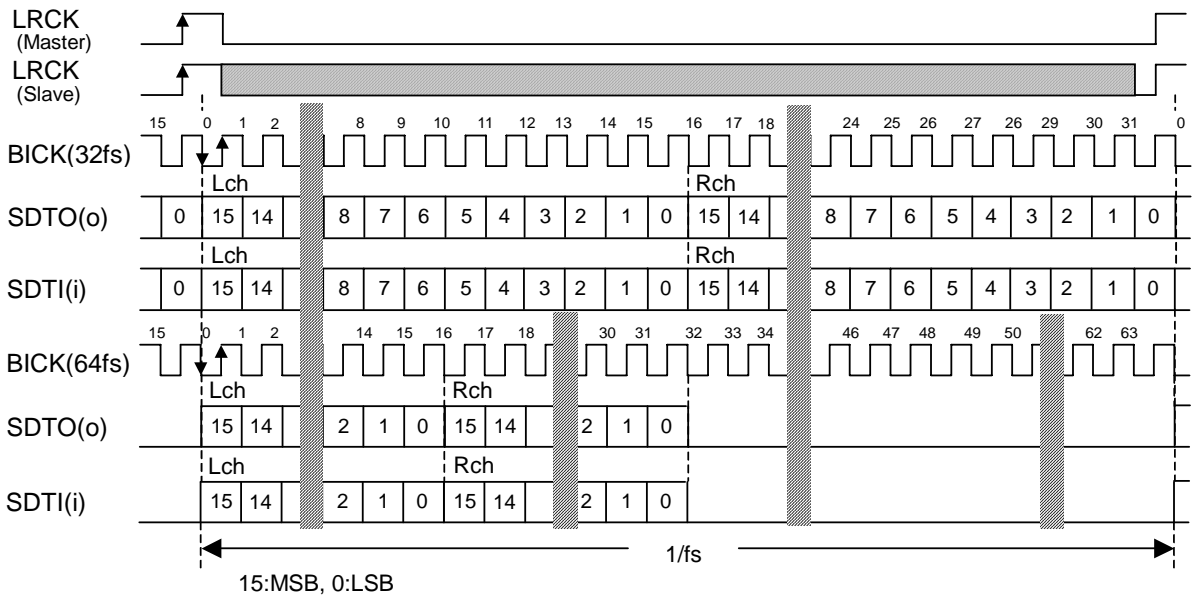 LRCK
(Master)
LRCK
(Slave)
15 0 1 2 8 9 10 11 12 13 14 15 16 17 18 24 25 26 27 26 29 30 31 0
BICK(32fs)
Lch Rch
SDTO(o) 0 15 14 8 7 6 5 4 3 2 1 0 15 14 8 7 6 5 4 3 2 1 0
Lch Rch
SDTI(i) 0 15 14 8 7 6 5 4 3 2 1 0 15 14 8 7 6 5 4 3 2 1 0
15 0 1 2 14 15 16 17 18 30 31 32 33 34 46 47 48 49 50 62 63
BICK(64fs)
Lch Rch
SDTO(o) 15 14 2 1 0 15 14 2 1 0
Lch Rch
SDTI(i) 15 14 2 1 0 15 14 2 1 0
1/fs
15:MSB, 0:LSB